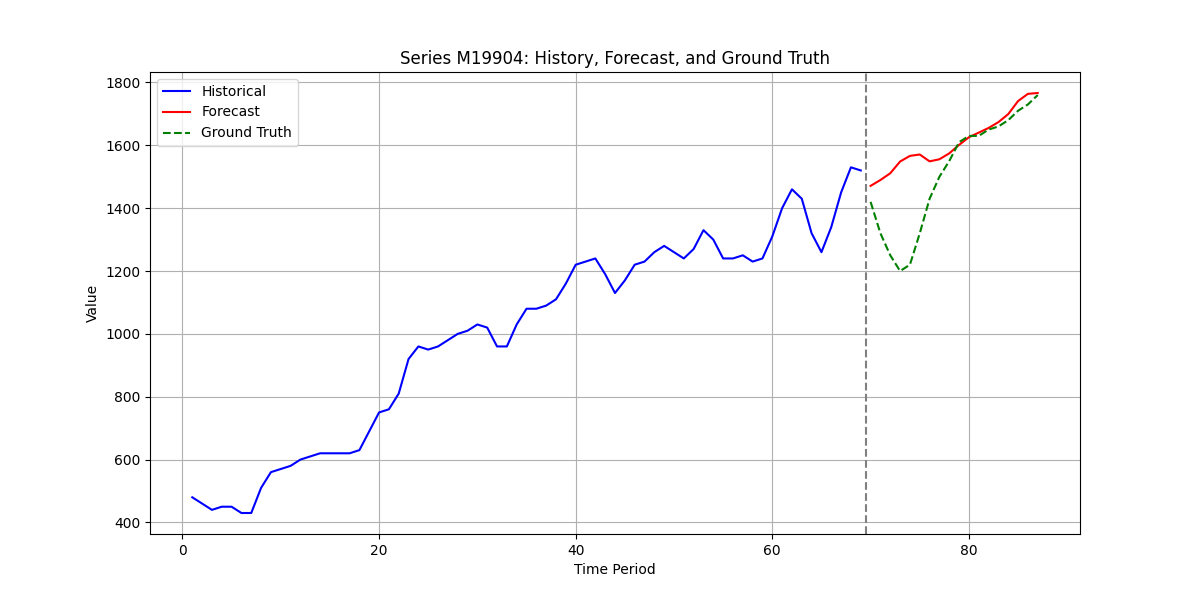 Series M19904: History, Forecast, and Ground Truth
Historical
Forecast
Ground Truth
1800
1600
1400
1200
1000
800
600
400
Value
0 20 40 60 80
Time Period